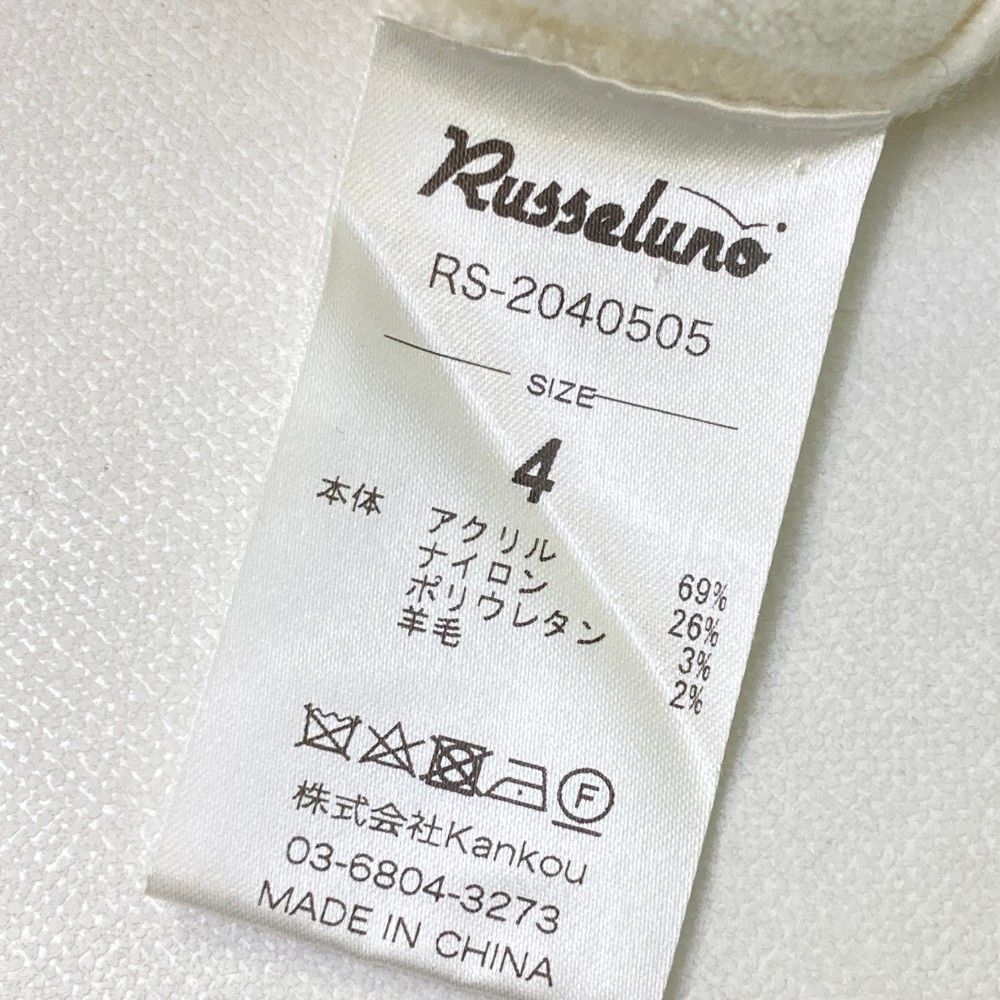 Russeluno
RS-2040505
SIZE
4
本体 アクリル 69%
ナイロン 26%
ポリウレタン 3%
羊毛 2%
F
株式会社Kankou
03-6804-3273
MADE IN CHINA